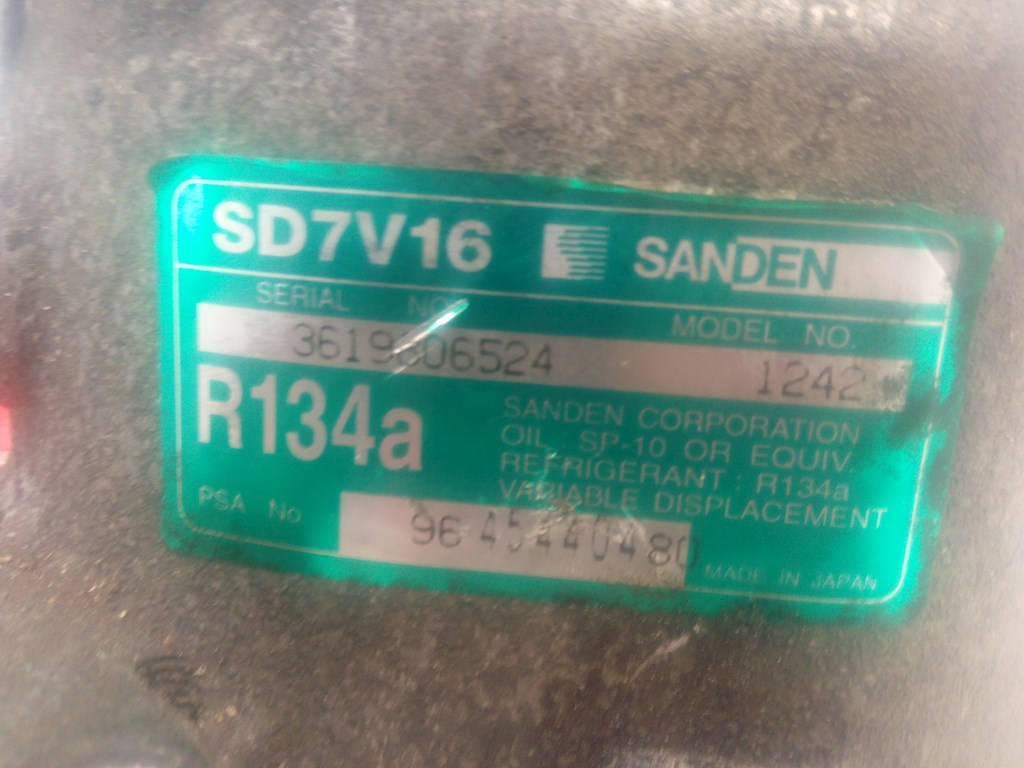 SD7V16 SANDEN
SERIAL NO.
MODEL NO.
3619806524 1242
R134a
SANDEN CORPORATION
OIL : SP-10 OR EQUIV.
REFRIGERANT : R134a
VARIABLE DISPLACEMENT
PSA No 96 45440480
MADE IN JAPAN